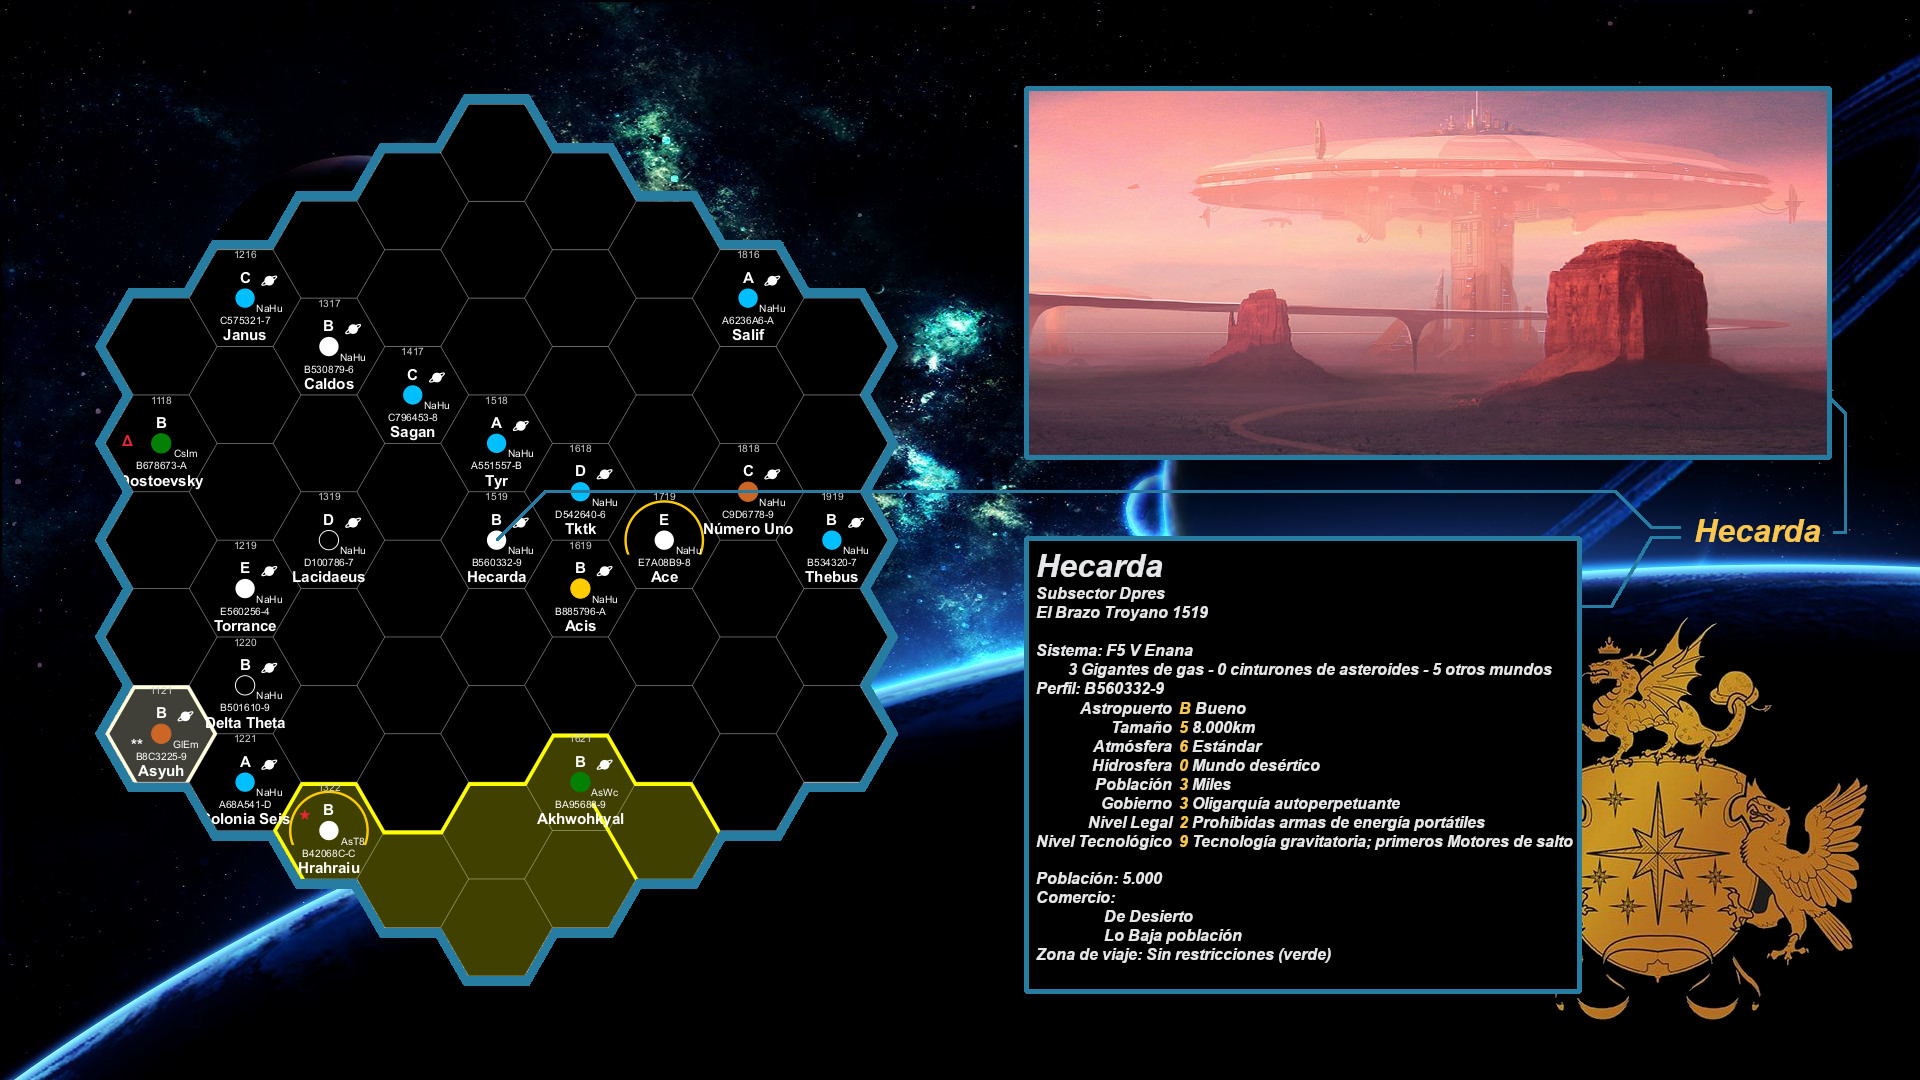 1216
C
NaHu
C575321-7
Janus
1816
A
NaHu
A6236A6-A
Salif
1317
B
NaHu
B530879-6
Caldos
1417
C
NaHu
C796453-8
Sagan
1118
B
Δ
CsIm
B678673-A
Dostoevsky
1518
A
NaHu
A551557-B
Tyr
1618
D
NaHu
D542640-6
Tktk
1818
C
NaHu
C9D6778-9
Número Uno
1319
D
NaHu
D100786-7
Lacidaeus
1519
B
NaHu
B560332-9
Hecarda
1719
E
NaHu
E7A08B9-8
Ace
1919
B
NaHu
B534320-7
Thebus
1219
E
NaHu
E560256-4
Torrance
1619
B
NaHu
B885796-A
Acis
1220
B
NaHu
B501610-9
Delta Theta
1121
B
**
GlEm
B8C3225-9
Asyuh
1221
A
NaHu
A68A541-D
Colonia Seis
1621
B
AsWc
BA95688-9
Akhwohkyal
1322
B
AsT8
B42068C-C
Hrahraiu
Hecarda
Hecarda
Subsector Dpres
El Brazo Troyano 1519
Sistema: F5 V Enana
3 Gigantes de gas - 0 cinturones de asteroides - 5 otros mundos
Perfil: B560332-9
Astropuerto B Bueno
Tamaño 5 8.000km
Atmósfera 6 Estándar
Hidrosfera 0 Mundo desértico
Población 3 Miles
Gobierno 3 Oligarquía autoperpetuante
Nivel Legal 2 Prohibidas armas de energía portátiles
Nivel Tecnológico 9 Tecnología gravitatoria; primeros Motores de salto
Población: 5.000
Comercio:
De Desierto
Lo Baja población
Zona de viaje: Sin restricciones (verde)